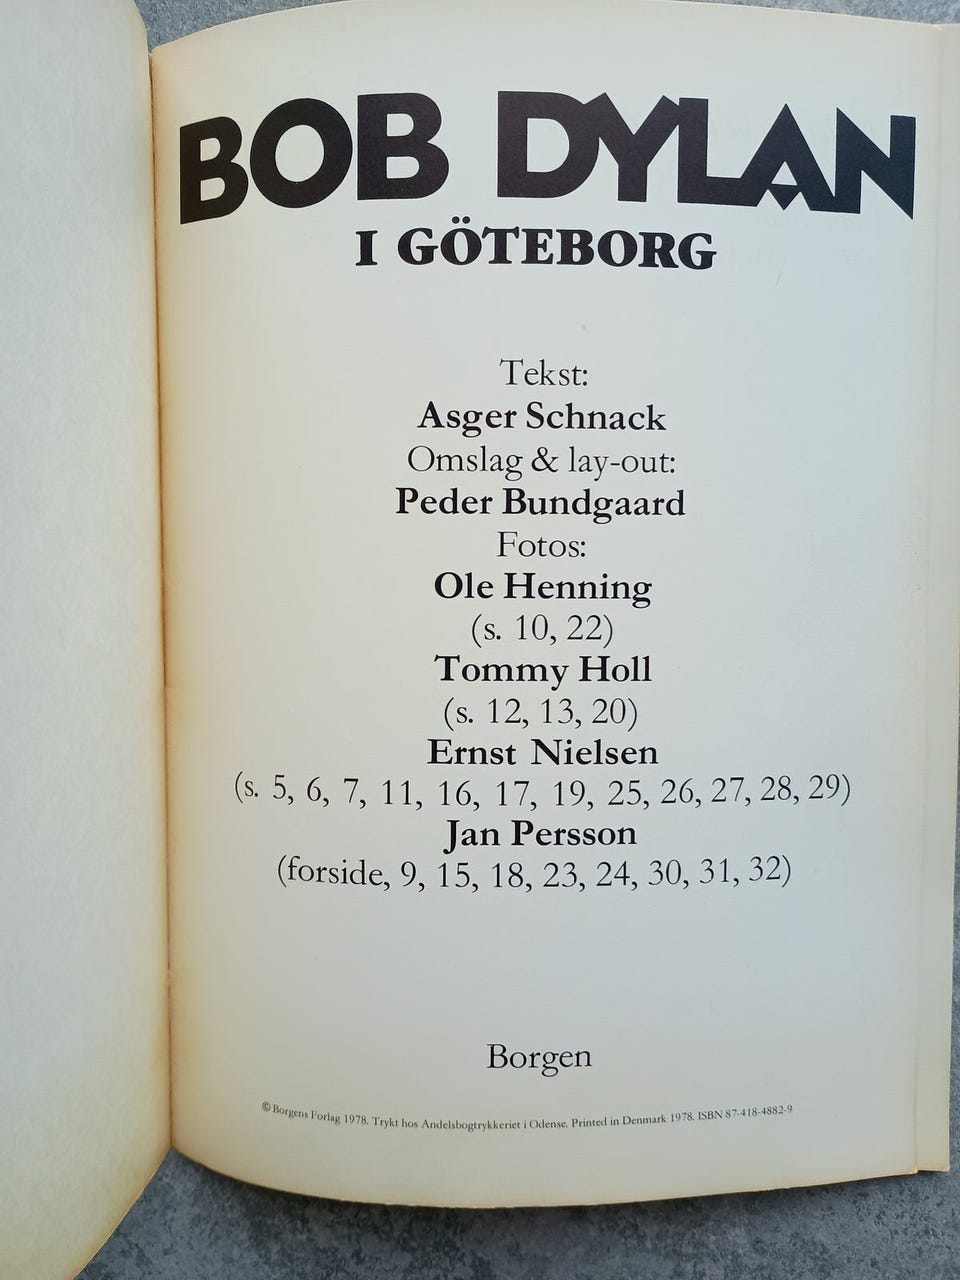 BOB DYLAN
I GÖTEBORG
Tekst:
Asger Schnack
Omslag & lay-out:
Peder Bundgaard
Fotos:
Ole Henning
(s. 10, 22)
Tommy Holl
(s. 12, 13, 20)
Ernst Nielsen
(s. 5, 6, 7, 11, 16, 17, 19, 25, 26, 27, 28, 29)
Jan Persson
(forside, 9, 15, 18, 23, 24, 30, 31, 32)
Borgen
© Borgens Forlag 1978. Trykt hos Andelsbogtrykkeriet i Odense. Printed in Denmark 1978. ISBN 87-418-4882-9